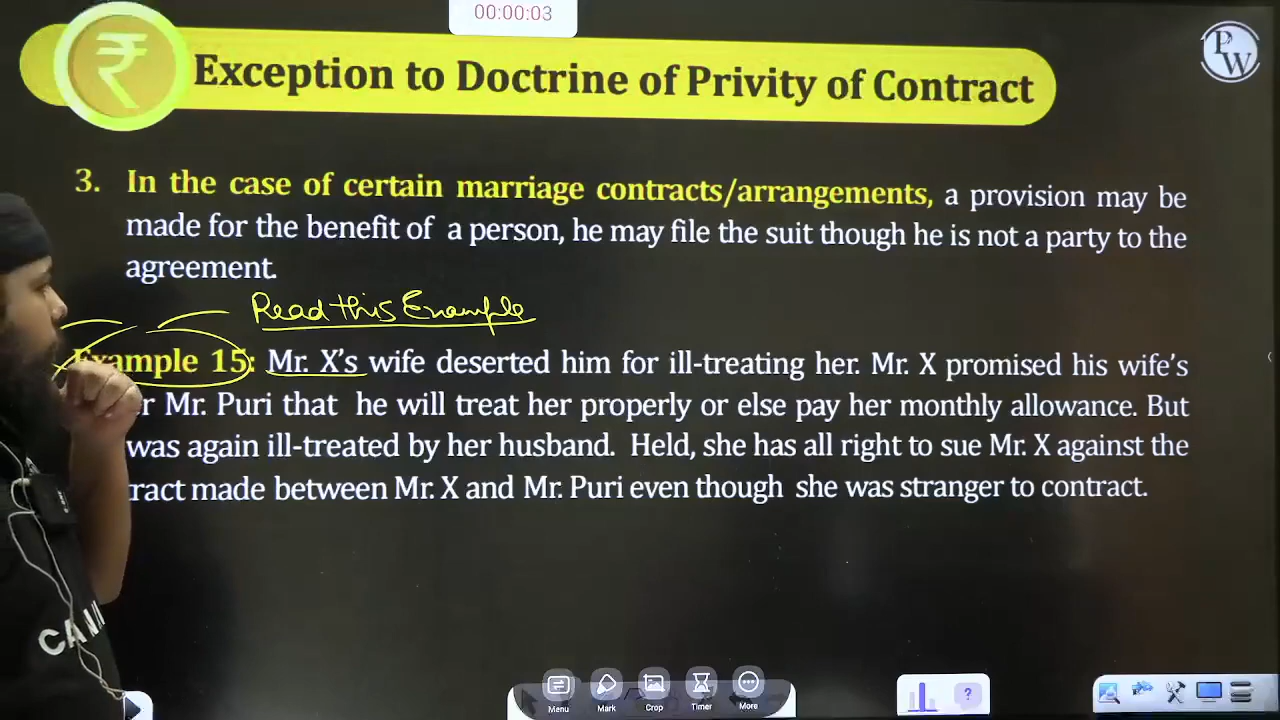 00:00:03
₹ Exception to Doctrine of Privity of Contract
PW
3. In the case of certain marriage contracts/arrangements, a provision may be
made for the benefit of a person, he may file the suit though he is not a party to the
agreement.
Read this Example
Example 15: Mr. X's wife deserted him for ill-treating her. Mr. X promised his wife's
r Mr. Puri that he will treat her properly or else pay her monthly allowance. But
was again ill-treated by her husband. Held, she has all right to sue Mr. X against the
ract made between Mr. X and Mr. Puri even though she was stranger to contract.
Menu Mark Crop Timer More
?